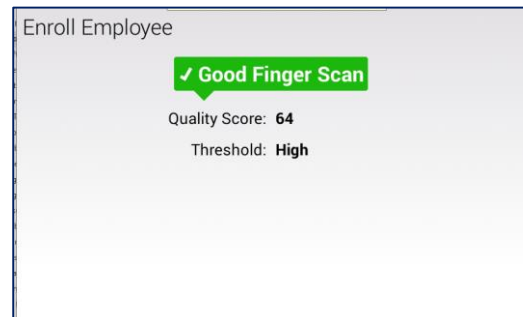 Enroll Employee
✓ Good Finger Scan
Quality Score: 64
Threshold: High